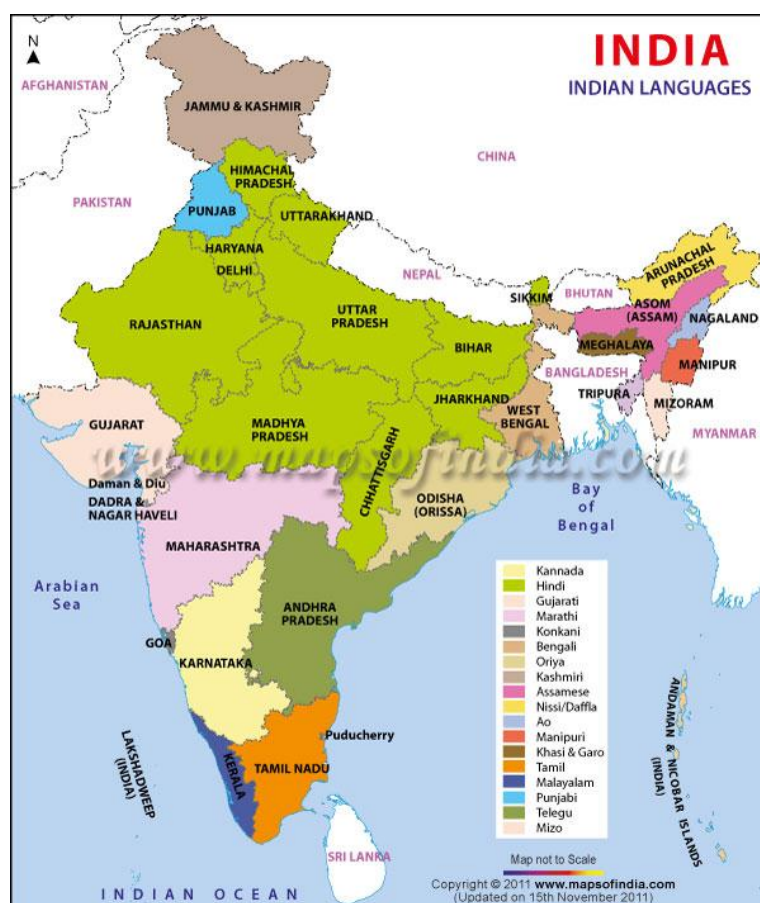 INDIA
INDIAN LANGUAGES
N
AFGHANISTAN
JAMMU & KASHMIR
CHINA
HIMACHAL
PRADESH
PAKISTAN
PUNJAB
UTTARAKHAND
HARYANA
DELHI
NEPAL
ARUNACHAL
PRADESH
SIKKIM
BHUTAN
ASOM
(ASSAM)
NAGALAND
RAJASTHAN
UTTAR
PRADESH
BIHAR
MEGHALAYA
MANIPUR
BANGLADESH
TRIPURA
MIZORAM
JHARKHAND
WEST
BENGAL
GUJARAT
MADHYA
PRADESH
MYANMAR
www.mapsofindia.com
CHHATTISGARH
Daman & Diu
DADRA &
NAGAR HAVELI
ODISHA
(ORISSA)
Bay
of
Bengal
MAHARASHTRA
Arabian
Sea
ANDHRA
PRADESH
GOA
KARNATAKA
Puducherry
LAKSHADWEEP
(INDIA)
KERALA
TAMIL NADU
ANDAMAN & NICOBAR ISLANDS
(INDIA)
SRI LANKA
INDIAN OCEAN
Kannada
Hindi
Gujarati
Marathi
Konkani
Bengali
Oriya
Kashmiri
Assamese
Nissi/Daffla
Ao
Manipuri
Khasi & Garo
Tamil
Malayalam
Punjabi
Telegu
Mizo
Map not to Scale
Copyright © 2011 www.mapsofindia.com
(Updated on 15th November 2011)